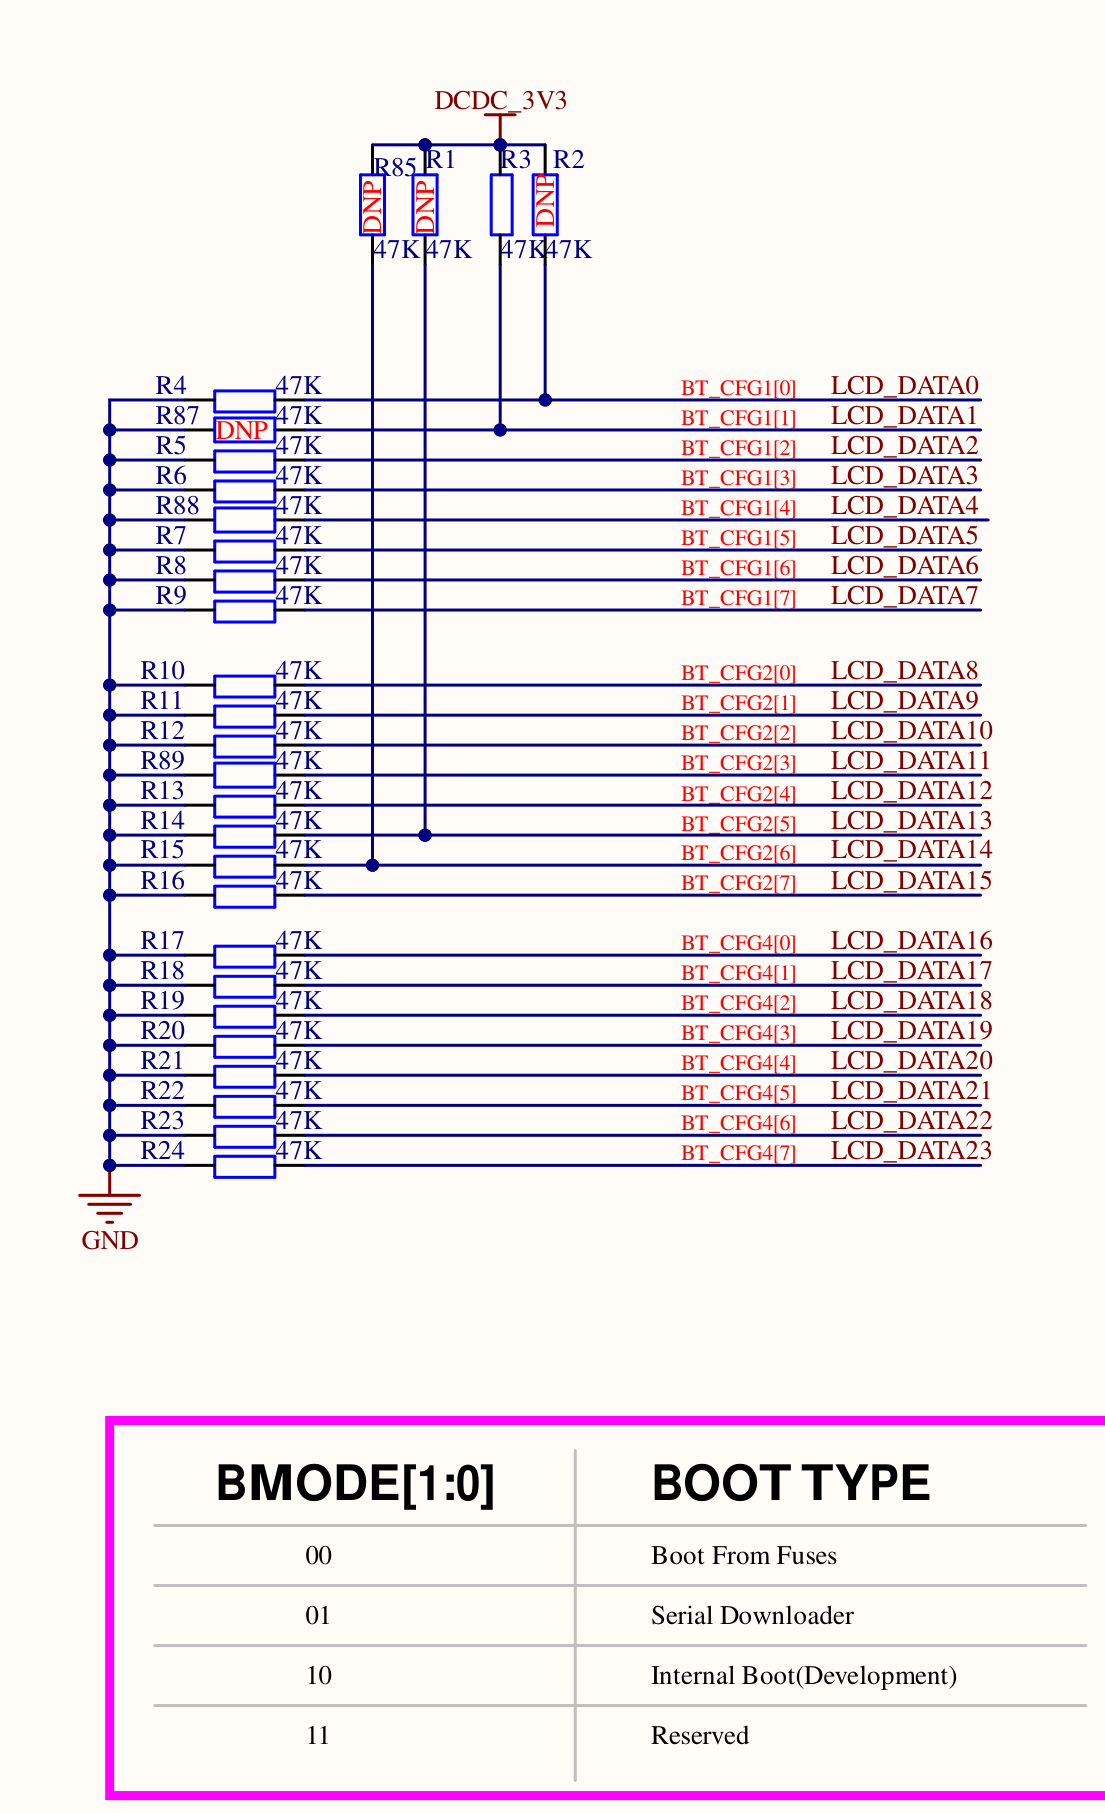 DCDC_3V3
R85 R1 R3 R2
DNP DNP DNP
47K 47K 47K 47K
R4 47K BT_CFG1[0] LCD_DATA0
R87 DNP 47K BT_CFG1[1] LCD_DATA1
R5 47K BT_CFG1[2] LCD_DATA2
R6 47K BT_CFG1[3] LCD_DATA3
R88 47K BT_CFG1[4] LCD_DATA4
R7 47K BT_CFG1[5] LCD_DATA5
R8 47K BT_CFG1[6] LCD_DATA6
R9 47K BT_CFG1[7] LCD_DATA7
R10 47K BT_CFG2[0] LCD_DATA8
R11 47K BT_CFG2[1] LCD_DATA9
R12 47K BT_CFG2[2] LCD_DATA10
R89 47K BT_CFG2[3] LCD_DATA11
R13 47K BT_CFG2[4] LCD_DATA12
R14 47K BT_CFG2[5] LCD_DATA13
R15 47K BT_CFG2[6] LCD_DATA14
R16 47K BT_CFG2[7] LCD_DATA15
R17 47K BT_CFG4[0] LCD_DATA16
R18 47K BT_CFG4[1] LCD_DATA17
R19 47K BT_CFG4[2] LCD_DATA18
R20 47K BT_CFG4[3] LCD_DATA19
R21 47K BT_CFG4[4] LCD_DATA20
R22 47K BT_CFG4[5] LCD_DATA21
R23 47K BT_CFG4[6] LCD_DATA22
R24 47K BT_CFG4[7] LCD_DATA23
GND
BMODE[1:0] BOOT TYPE
00 Boot From Fuses
01 Serial Downloader
10 Internal Boot(Development)
11 Reserved